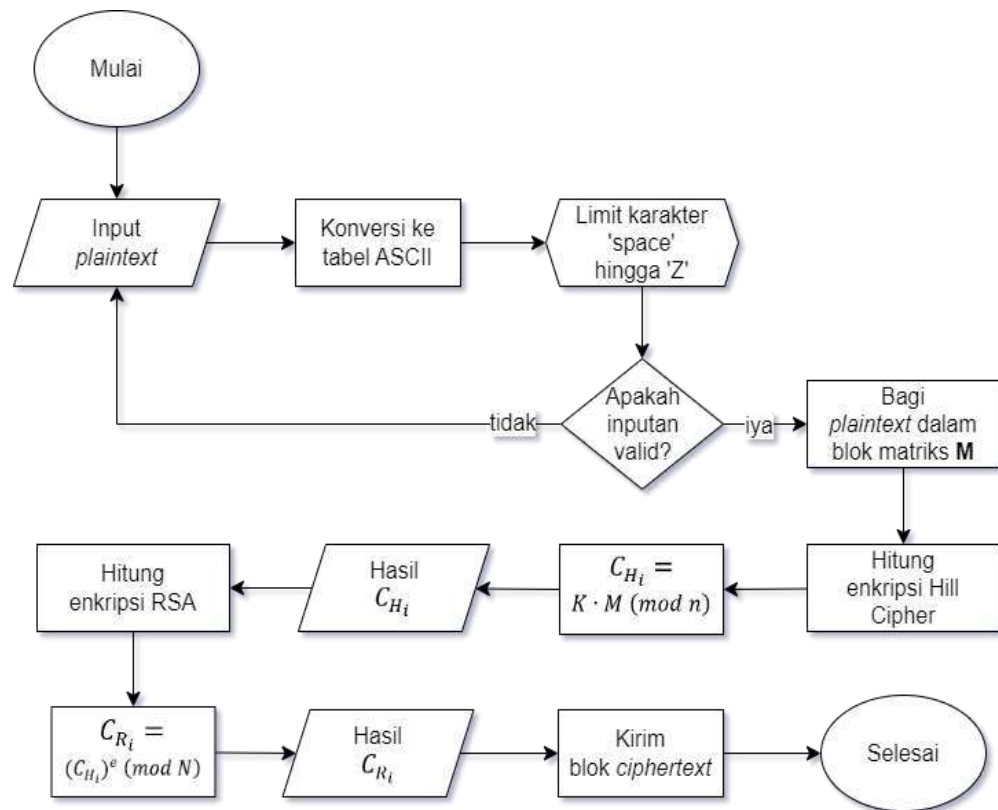 Mulai
Input
plaintext
Konversi ke
tabel ASCII
Limit karakter
'space'
hingga 'Z'
Apakah
inputan
valid?
tidak
iya
Bagi
plaintext dalam
blok matriks M
Hitung
enkripsi Hill
Cipher
C_{H_i} =
K · M (mod n)
Hasil
C_{H_i}
Hitung
enkripsi RSA
C_{R_i} =
(C_{H_i})^e (mod N)
Hasil
C_{R_i}
Kirim
blok ciphertext
Selesai